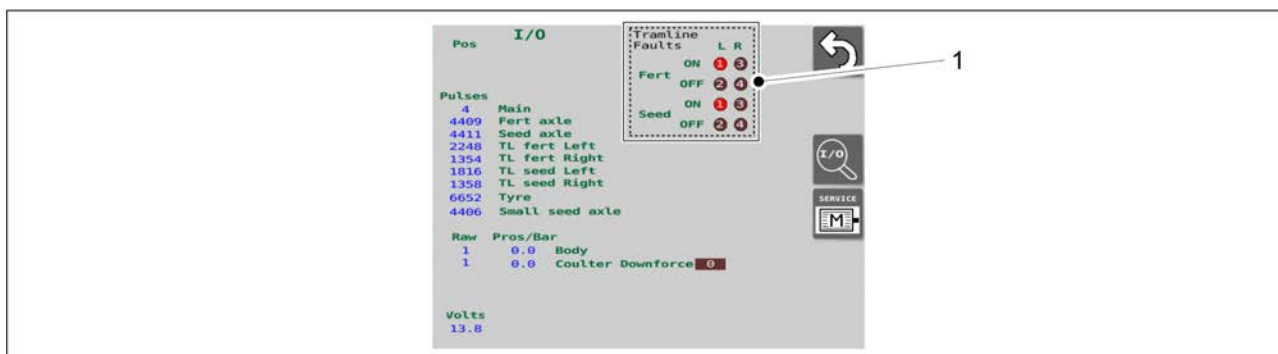 I/O
Pos
Tramline
Faults L R
ON 1 3
Fert
OFF 2 4
ON 1 3
Seed
OFF 2 4
1
Pulses
4 Main
4409 Fert axle
4411 Seed axle
2248 TL fert Left
1354 TL fert Right
1816 TL seed Left
1358 TL seed Right
6652 Tyre
4406 Small seed axle
I/O
SERVICE
M
Raw Pros/Bar
1 0.0 Body
1 0.0 Coulter Downforce 0
Volts
13.8